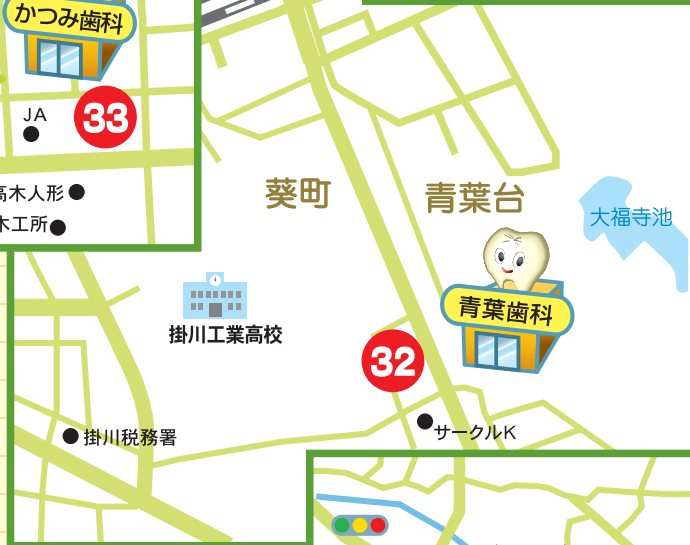 かつみ歯科
33
JA
高木人形
木工所
葵町
青葉台
大福寺池
青葉歯科
掛川工業高校
32
サークルK
掛川税務署